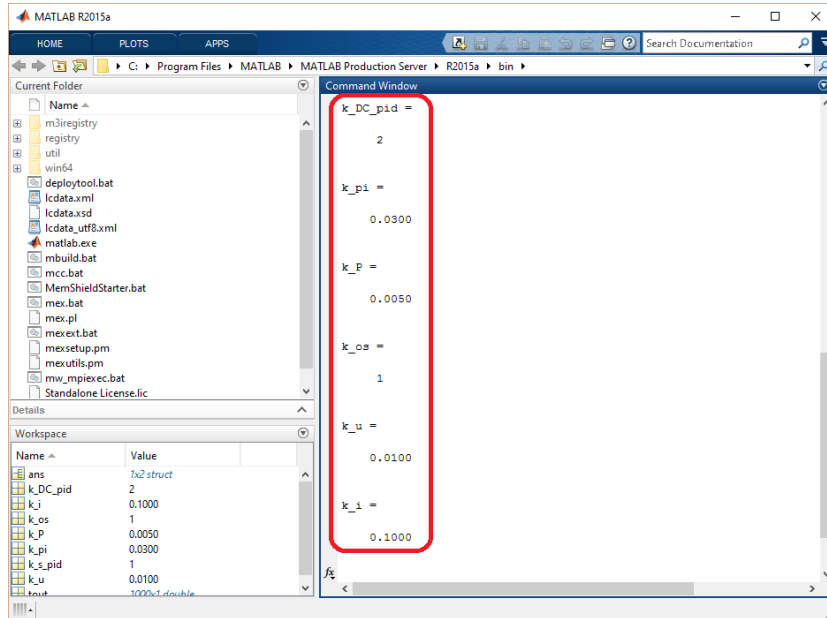 MATLAB R2015a
HOME PLOTS APPS Search Documentation
C: Program Files MATLAB MATLAB Production Server R2015a bin
Current Folder
Name
m3iregistry
registry
util
win64
deploytool.bat
lcdata.xml
lcdata.xsd
lcdata_utf8.xml
matlab.exe
mbuild.bat
mcc.bat
MemShieldStarter.bat
mex.bat
mex.pl
mexext.bat
mexsetup.pm
mexutils.pm
mw_mpiexec.bat
Standalone License.lic
Details
Workspace
Name Value
ans 1x2 struct
k_DC_pid 2
k_i 0.1000
k_os 1
k_P 0.0050
k_pi 0.0300
k_s_pid 1
k_u 0.0100
tout 1000x1 double
Command Window
k_DC_pid =
2
k_pi =
0.0300
k_P =
0.0050
k_os =
1
k_u =
0.0100
k_i =
0.1000
fx